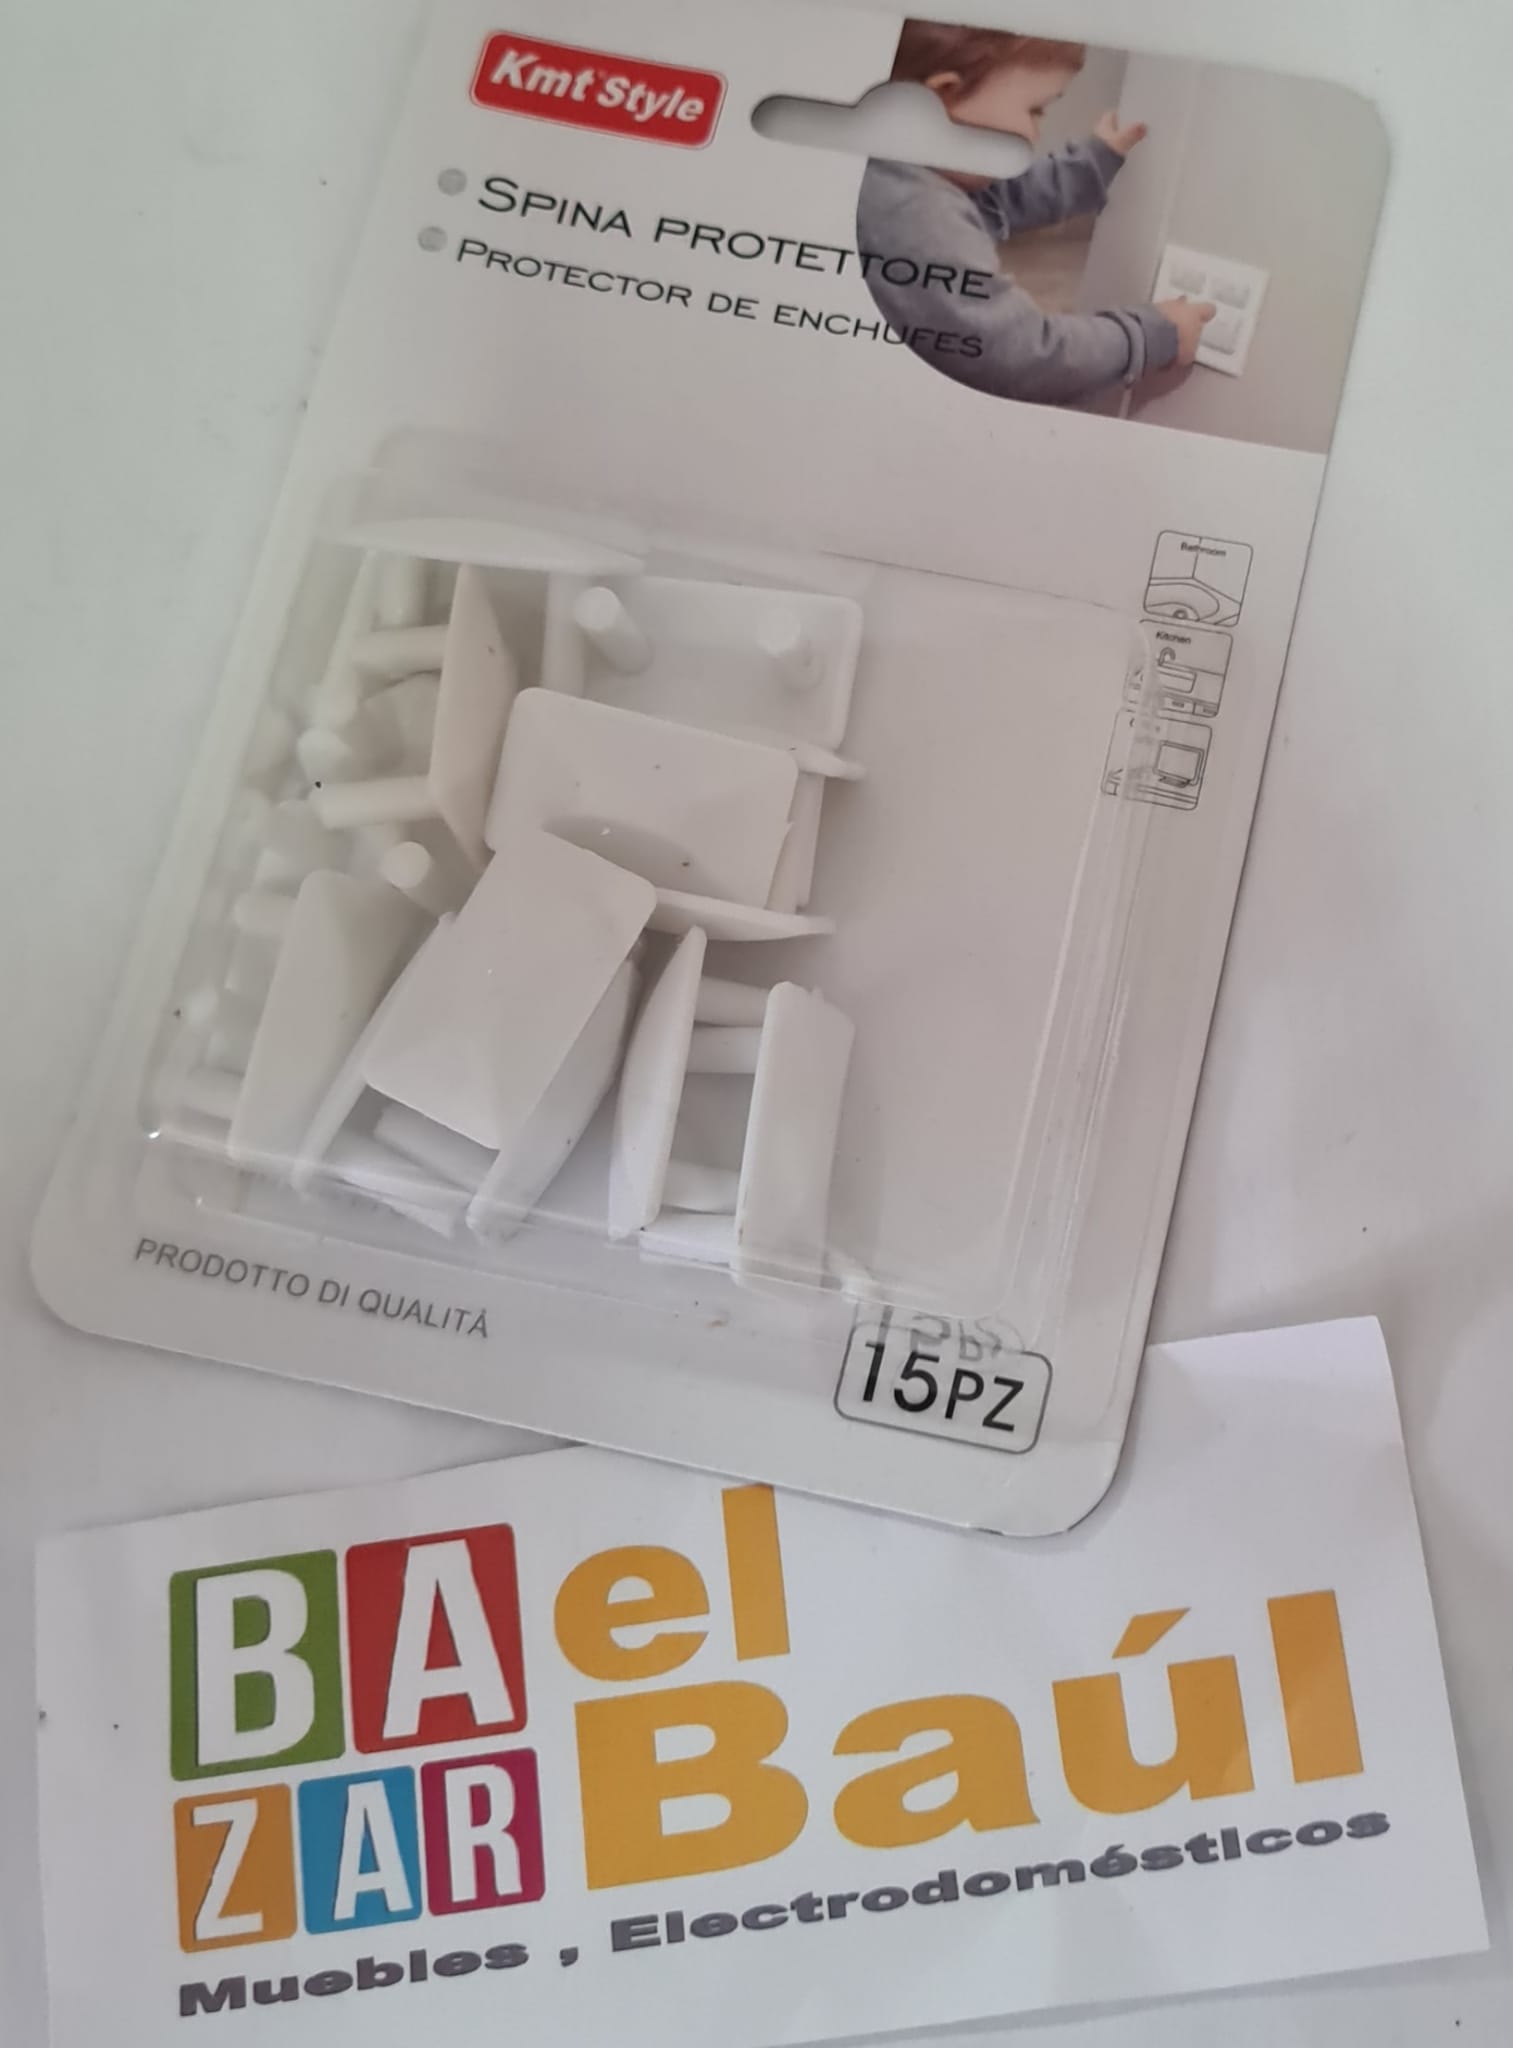 Kmt Style
SPINA PROTETTORE
PROTECTOR DE ENCHUFES
Bathroom
Kitchen
PRODOTTO DI QUALITÀ
15PZ
BA el
ZAR Baúl
Muebles , Electrodomésticos